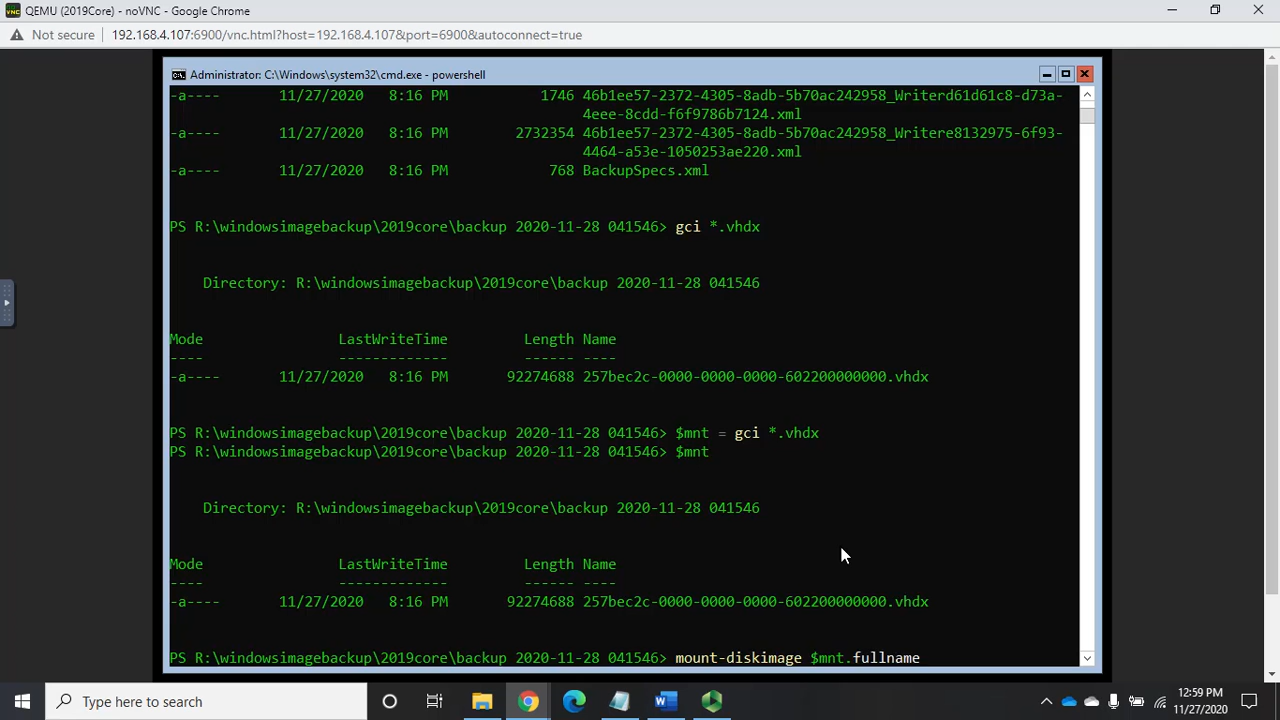 QEMU (2019Core) - noVNC - Google Chrome
Not secure 192.168.4.107:6900/vnc.html?host=192.168.4.107&port=6900&autoconnect=true
Administrator: C:\Windows\system32\cmd.exe - powershell
-a---- 11/27/2020 8:16 PM 1746 46b1ee57-2372-4305-8adb-5b70ac242958_Writerd61d61c8-d73a-
4eee-8cdd-f6f9786b7124.xml
-a---- 11/27/2020 8:16 PM 2732354 46b1ee57-2372-4305-8adb-5b70ac242958_Writere8132975-6f93-
4464-a53e-1050253ae220.xml
-a---- 11/27/2020 8:16 PM 768 BackupSpecs.xml
PS R:\windowsimagebackup\2019core\backup 2020-11-28 041546> gci *.vhdx
Directory: R:\windowsimagebackup\2019core\backup 2020-11-28 041546
Mode LastWriteTime Length Name
---- ------------- ------ ----
-a---- 11/27/2020 8:16 PM 92274688 257bec2c-0000-0000-0000-602200000000.vhdx
PS R:\windowsimagebackup\2019core\backup 2020-11-28 041546> $mnt = gci *.vhdx
PS R:\windowsimagebackup\2019core\backup 2020-11-28 041546> $mnt
Directory: R:\windowsimagebackup\2019core\backup 2020-11-28 041546
Mode LastWriteTime Length Name
---- ------------- ------ ----
-a---- 11/27/2020 8:16 PM 92274688 257bec2c-0000-0000-0000-602200000000.vhdx
PS R:\windowsimagebackup\2019core\backup 2020-11-28 041546> mount-diskimage $mnt.fullname
Type here to search
12:59 PM
11/27/2020